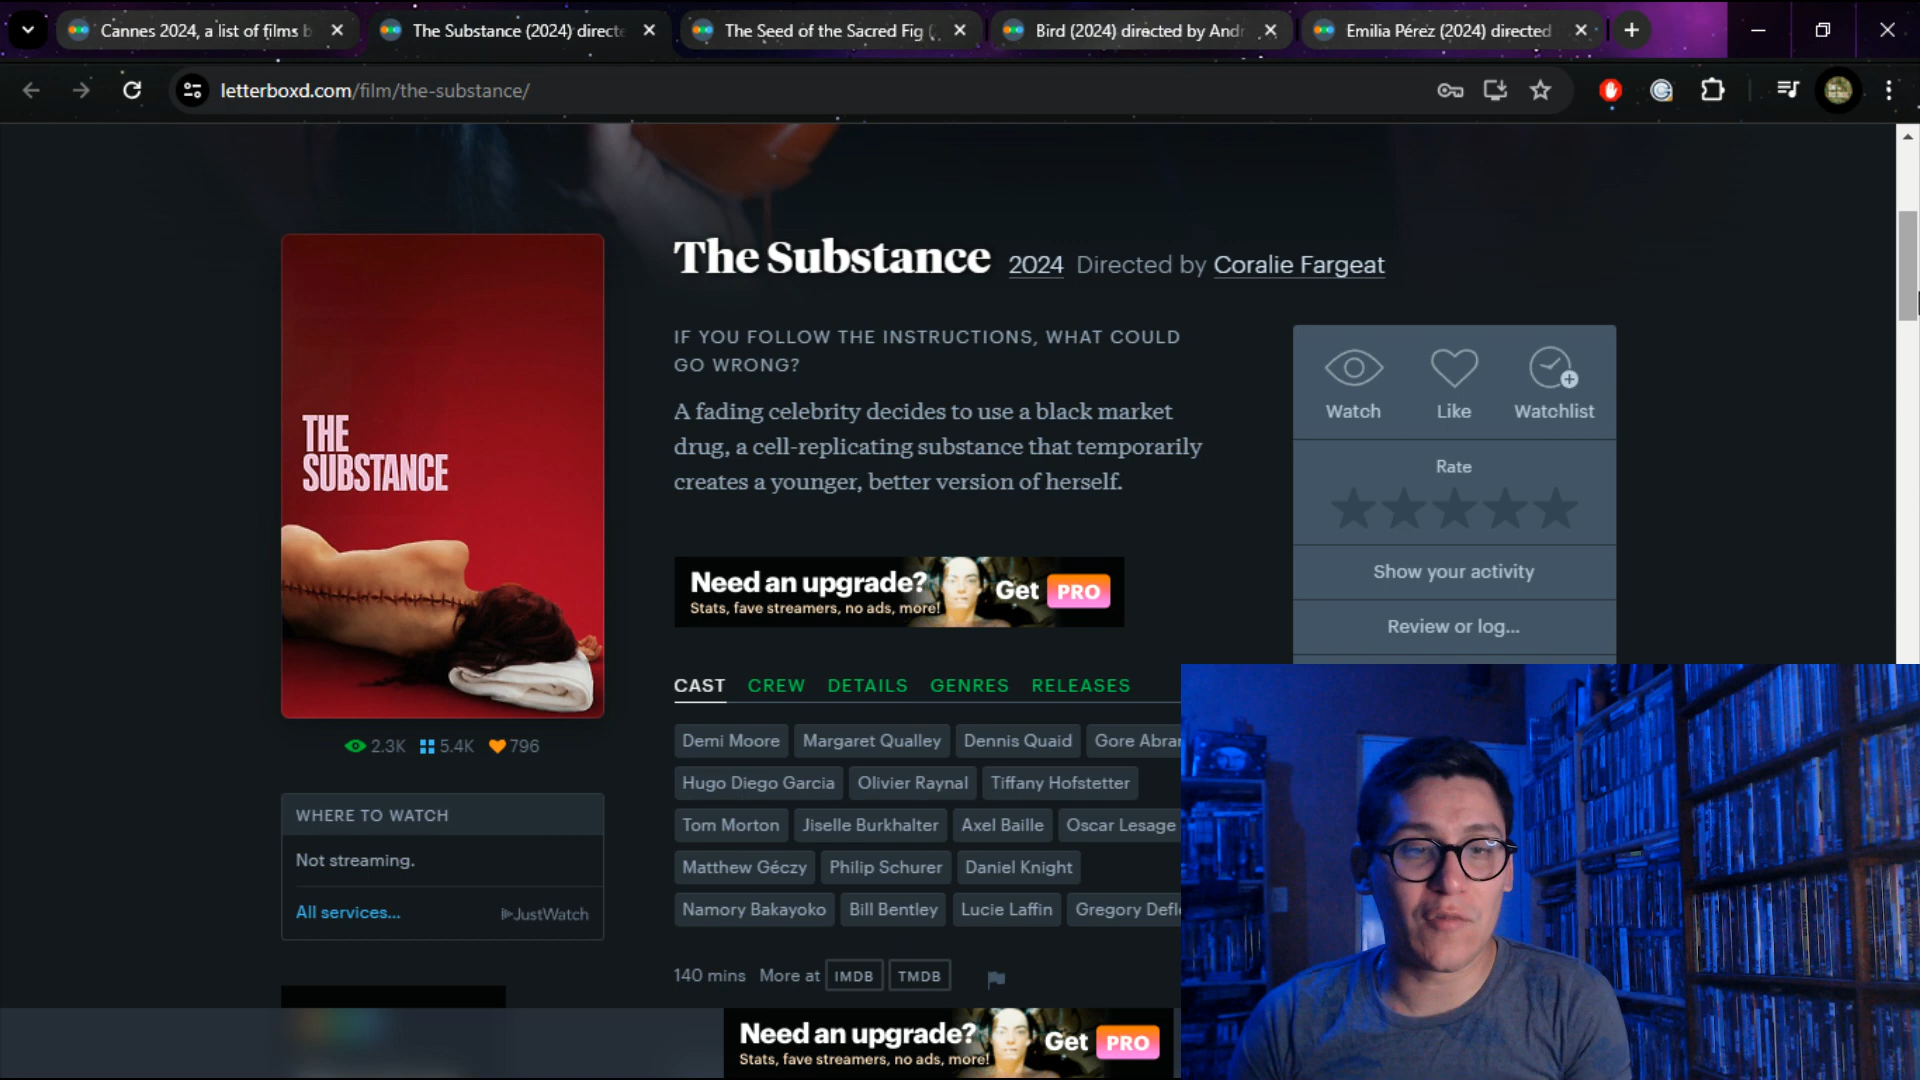 Cannes 2024, a list of films b
The Substance (2024) directe
The Seed of the Sacred Fig (
Bird (2024) directed by Andr
Emilia Pérez (2024) directed
letterboxd.com/film/the-substance/
The Substance 2024 Directed by Coralie Fargeat
IF YOU FOLLOW THE INSTRUCTIONS, WHAT COULD
GO WRONG?
A fading celebrity decides to use a black market
drug, a cell-replicating substance that temporarily
creates a younger, better version of herself.
Watch Like Watchlist
Rate
Show your activity
Review or log...
THE
SUBSTANCE
2.3K 5.4K 796
WHERE TO WATCH
Not streaming.
All services... JustWatch
Need an upgrade?
Stats, fave streamers, no ads, more!
Get PRO
CAST CREW DETAILS GENRES RELEASES
Demi Moore Margaret Qualley Dennis Quaid Gore Abra
Hugo Diego Garcia Olivier Raynal Tiffany Hofstetter
Tom Morton Jiselle Burkhalter Axel Baille Oscar Lesage
Matthew Géczy Philip Schurer Daniel Knight
Namory Bakayoko Bill Bentley Lucie Laffin Gregory Defl
140 mins More at IMDB TMDB
Need an upgrade?
Stats, fave streamers, no ads, more!
Get PRO